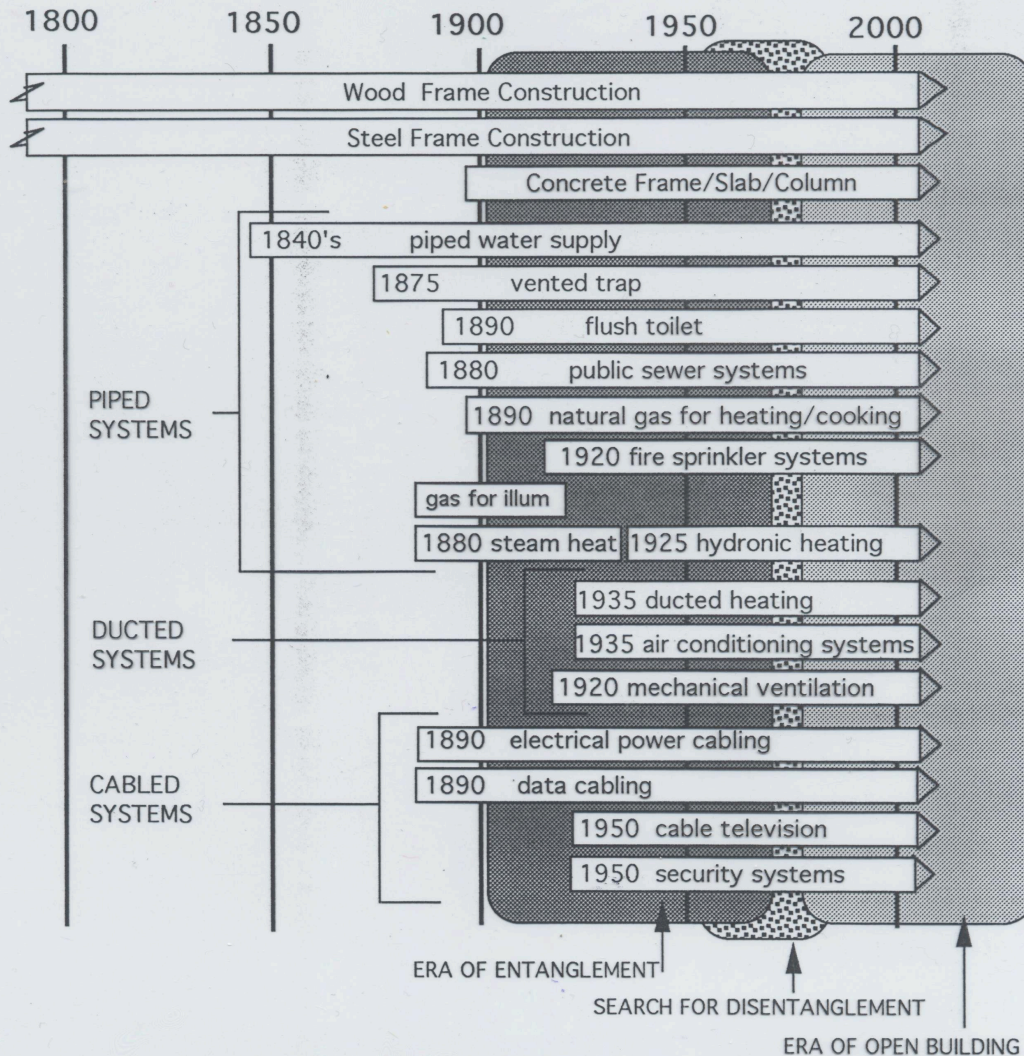 1800 1850 1900 1950 2000
Wood Frame Construction
Steel Frame Construction
Concrete Frame/Slab/Column
1840's piped water supply
1875 vented trap
1890 flush toilet
1880 public sewer systems
PIPED
SYSTEMS
1890 natural gas for heating/cooking
1920 fire sprinkler systems
gas for illum
1880 steam heat 1925 hydronic heating
DUCTED
SYSTEMS
1935 ducted heating
1935 air conditioning systems
1920 mechanical ventilation
CABLED
SYSTEMS
1890 electrical power cabling
1890 data cabling
1950 cable television
1950 security systems
ERA OF ENTANGLEMENT
SEARCH FOR DISENTANGLEMENT
ERA OF OPEN BUILDING